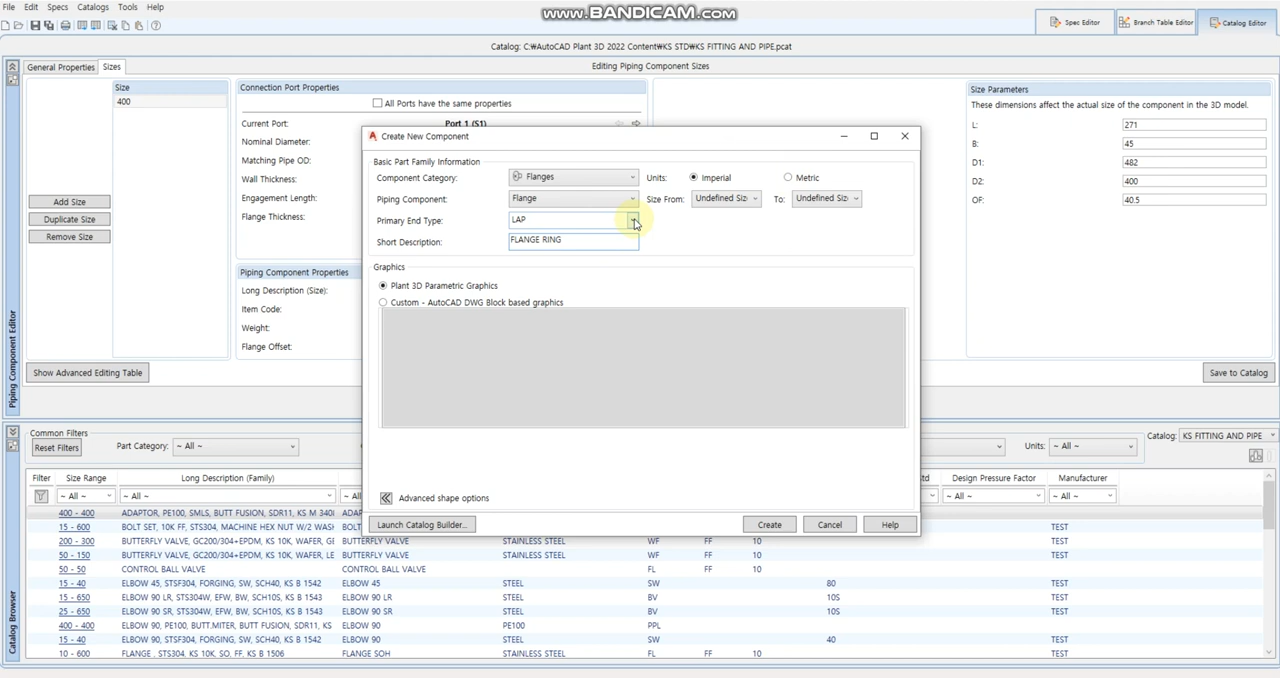 File Edit Specs Catalogs Tools Help
www.BANDICAM.com
Spec Editor Branch Table Editor Catalog Editor
Catalog: C:₩AutoCAD Plant 3D 2022 Content₩KS STD₩KS FITTING AND PIPE.pcat
General Properties Sizes
Editing Piping Component Sizes
Size
400
Add Size
Duplicate Size
Remove Size
Connection Port Properties
All Ports have the same properties
Current Port: Port 1 (S1)
Nominal Diameter:
Matching Pipe OD:
Wall Thickness:
Engagement Length:
Flange Thickness:
Piping Component Properties
Long Description (Size):
Item Code:
Weight:
Flange Offset:
Size Parameters
These dimensions affect the actual size of the component in the 3D model.
L: 271
B: 45
D1: 482
D2: 400
OF: 40.5
Piping Component Editor
Show Advanced Editing Table
Save to Catalog
Create New Component
Basic Part Family Information
Component Category: Flanges Units: Imperial Metric
Piping Component: Flange Size From: Undefined Siz To: Undefined Siz
Primary End Type: LAP
Short Description: FLANGE RING
Graphics
Plant 3D Parametric Graphics
Custom - AutoCAD DWG Block based graphics
Advanced shape options
Launch Catalog Builder... Create Cancel Help
Common Filters
Reset Filters Part Category: ~ All ~ Units: ~ All ~ Catalog: KS FITTING AND PIPE
Catalog Browser
Filter Size Range Long Description (Family) Design Pressure Factor Manufacturer
~ All ~ ~ All ~ ~ All ~ ~ All ~
400 - 400 ADAPTOR, PE100, SMLS, BUTT FUSION, SDR11, KS M 3408
15 - 600 BOLT SET, 10K FF, STS304, MACHINE HEX NUT W/2 WASH TEST
200 - 300 BUTTERFLY VALVE, GC200/304+EPDM, KS 10K, WAFER, GE BUTTERFLY VALVE STAINLESS STEEL WF FF 10 TEST
50 - 150 BUTTERFLY VALVE, GC200/304+EPDM, KS 10K, WAFER, LE BUTTERFLY VALVE STAINLESS STEEL WF FF 10 TEST
50 - 50 CONTROL BALL VALVE CONTROL BALL VALVE FL FF 10 TEST
15 - 40 ELBOW 45, STSF304, FORGING, SW, SCH40, KS B 1542 ELBOW 45 STEEL SW 80 TEST
15 - 650 ELBOW 90 LR, STS304W, EFW, BW, SCH10S, KS B 1543 ELBOW 90 LR STEEL BV 10S TEST
25 - 650 ELBOW 90 SR, STS304W, EFW, BW, SCH10S, KS B 1543 ELBOW 90 SR STEEL BV 10S TEST
400 - 400 ELBOW 90, PE100, BUTT.MITER, BUTT FUSION, SDR11, KS ELBOW 90 PE100 PPL TEST
15 - 40 ELBOW 90, STSF304, FORGING, SW, SCH40, KS B 1542 ELBOW 90 STEEL SW 40 TEST
10 - 600 FLANGE , STS304. KS 10K, SO, FF, KS B 1506 FLANGE SOH STAINLESS STEEL FL FF 10 TEST